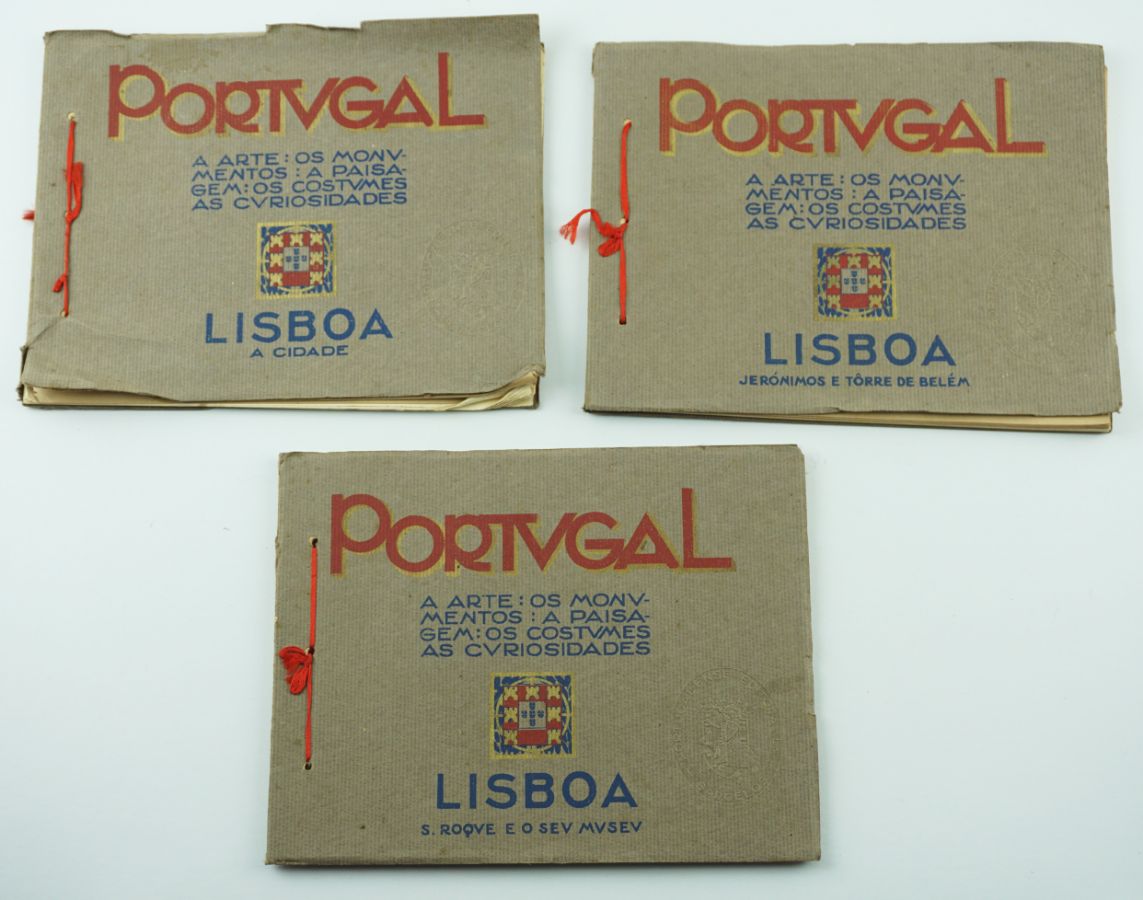 PORTVGAL
A ARTE : OS MONV-
MENTOS : A PAISA-
GEM : OS COSTVMES
AS CVRIOSIDADES
LISBOA
A CIDADE
PORTVGAL
A ARTE : OS MONV-
MENTOS : A PAISA-
GEM : OS COSTVMES
AS CVRIOSIDADES
LISBOA
JERÓNIMOS E TÔRRE DE BELÉM
PORTVGAL
A ARTE : OS MONV-
MENTOS : A PAISA-
GEM : OS COSTVMES
AS CVRIOSIDADES
LISBOA
S. ROQVE E O SEV MVSEV